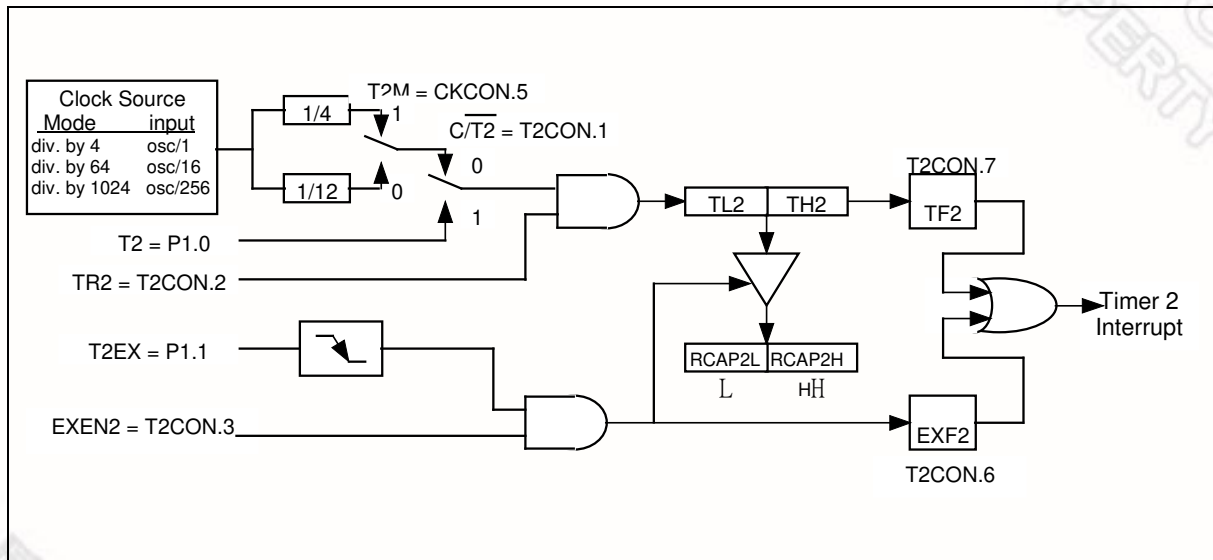 PERTY
Clock Source
Mode input
div. by 4 osc/1
div. by 64 osc/16
div. by 1024 osc/256
1/4
1/12
T2M = CKCON.5
1
0
C/T2 = T2CON.1
0
1
T2 = P1.0
TR2 = T2CON.2
TL2 TH2
T2CON.7
TF2
Timer 2
Interrupt
T2EX = P1.1
RCAP2L RCAP2H
L HH
EXEN2 = T2CON.3
EXF2
T2CON.6